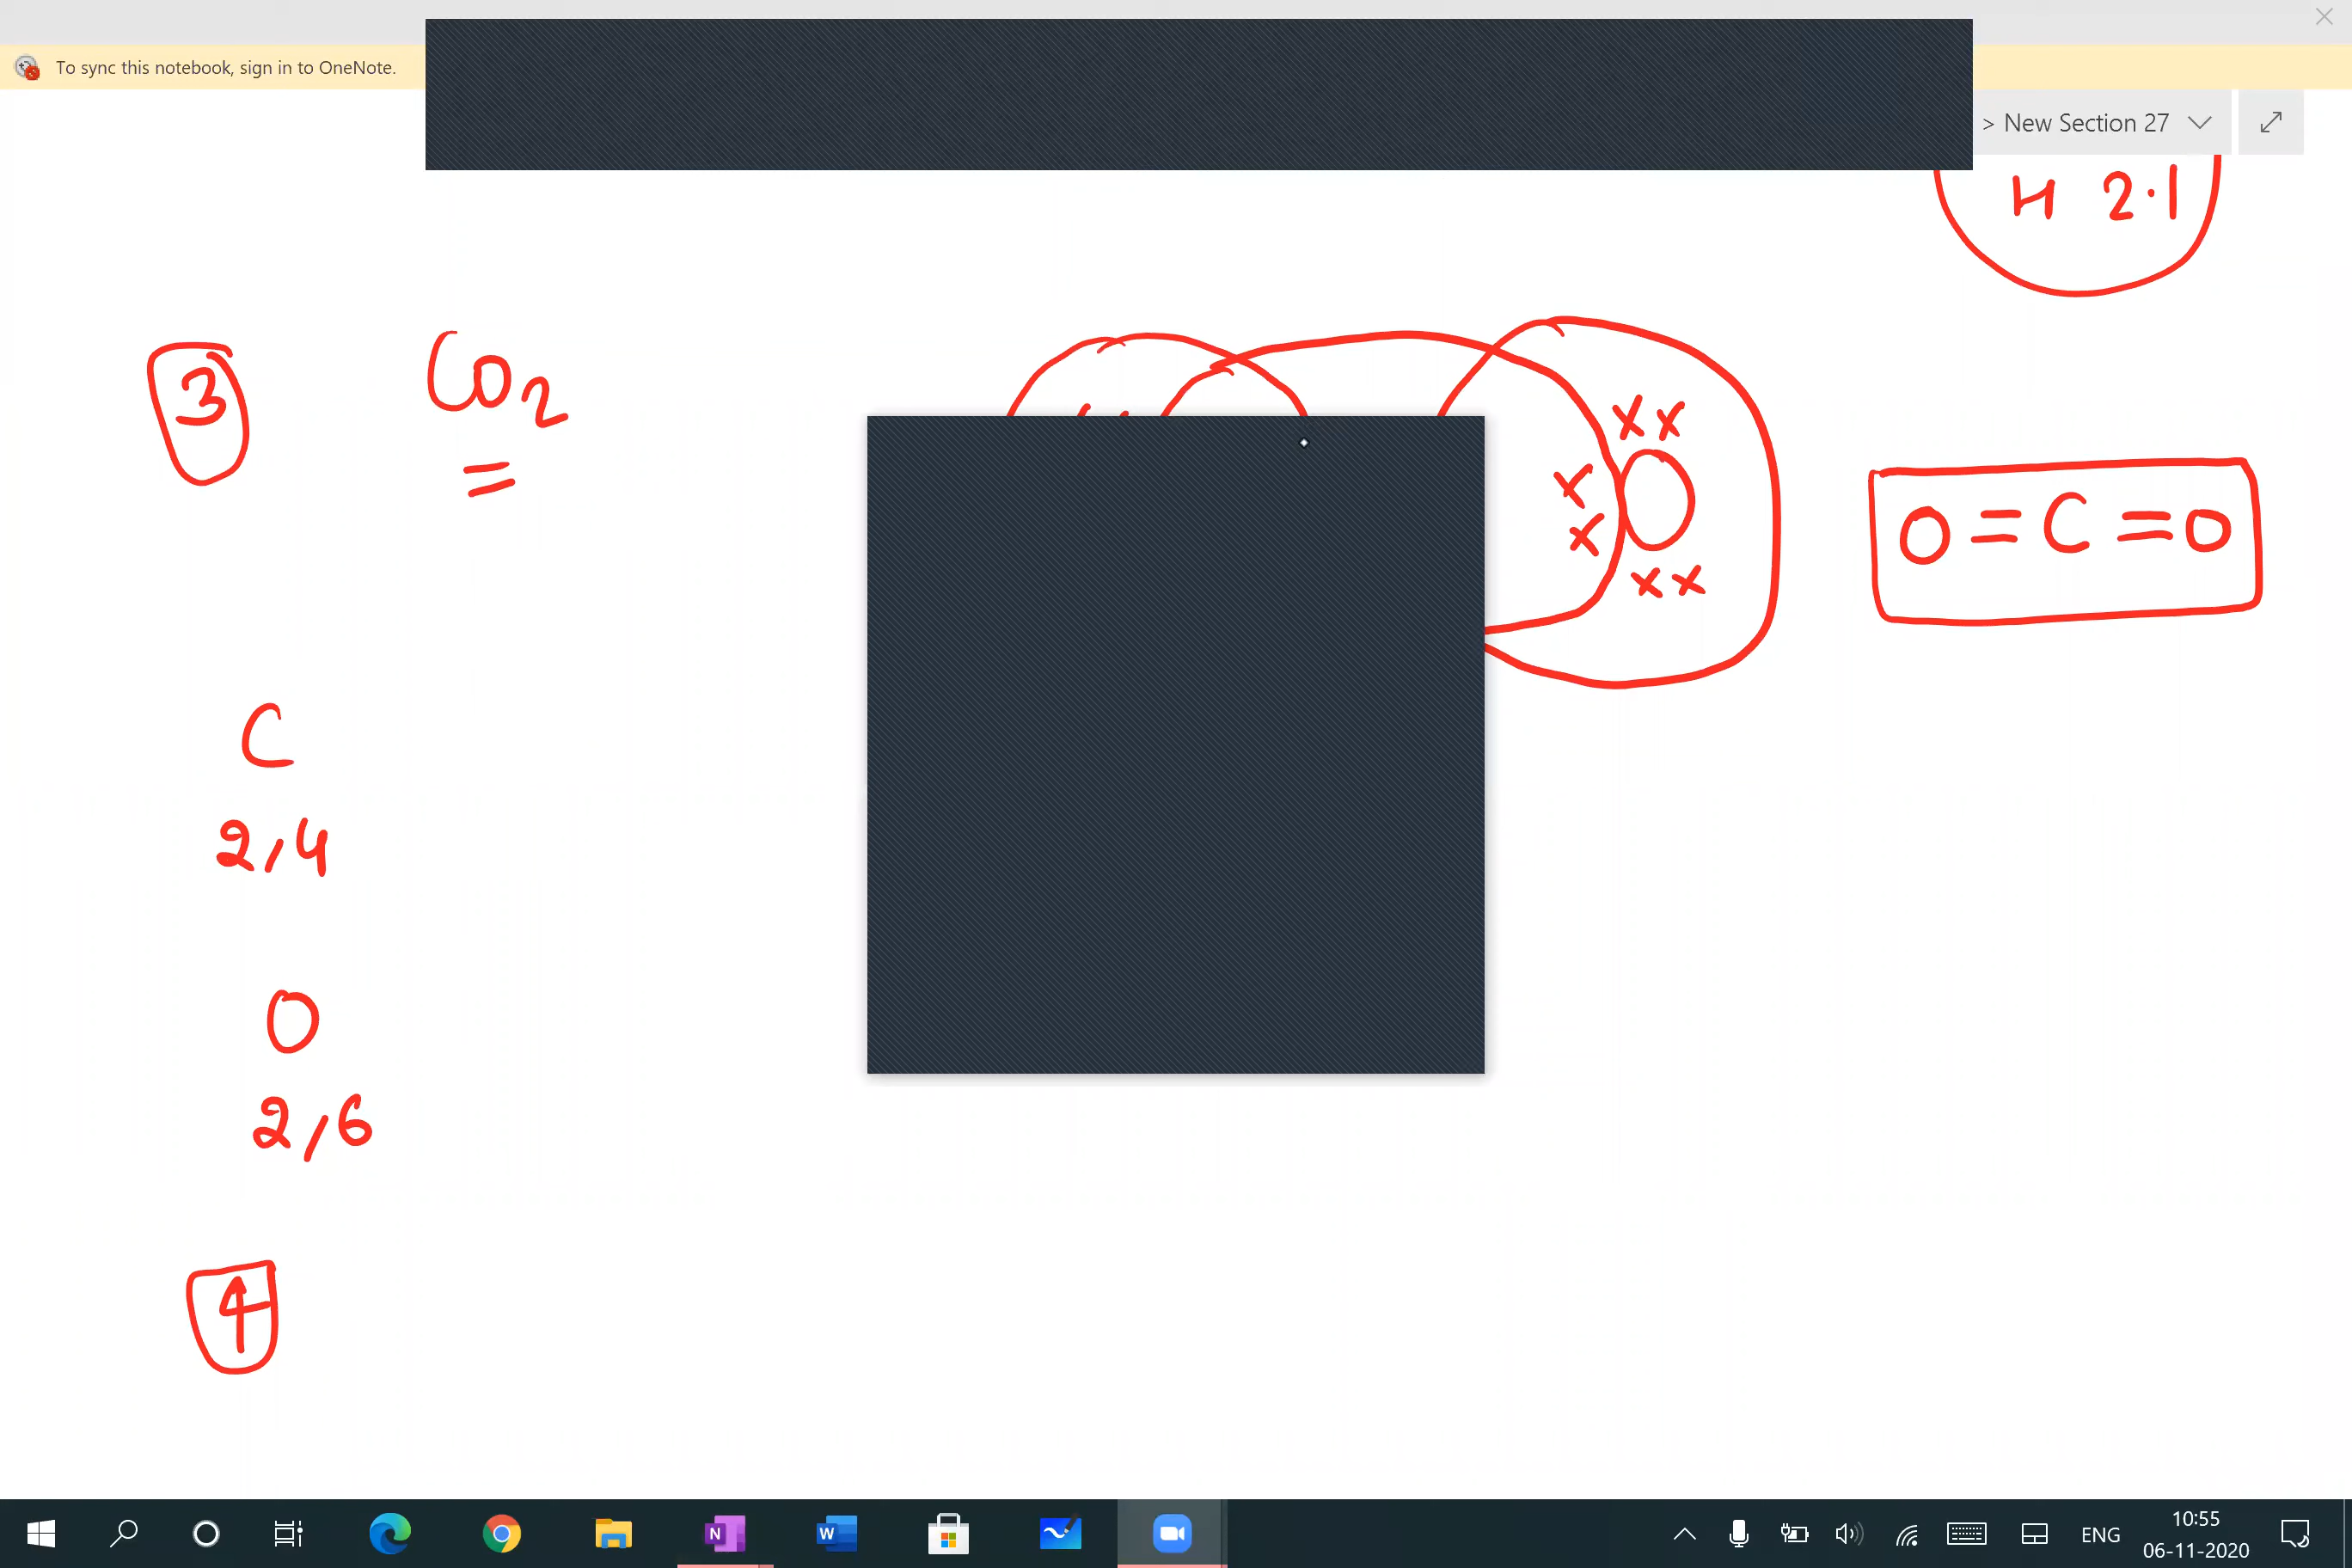 To sync this notebook, sign in to OneNote.
> New Section 27
H 2.1
3
CO2
=
xx
x
O
x
xx
O=C=O
C
2,4
O
2,6
4
N
W
ENG
10:55
06-11-2020